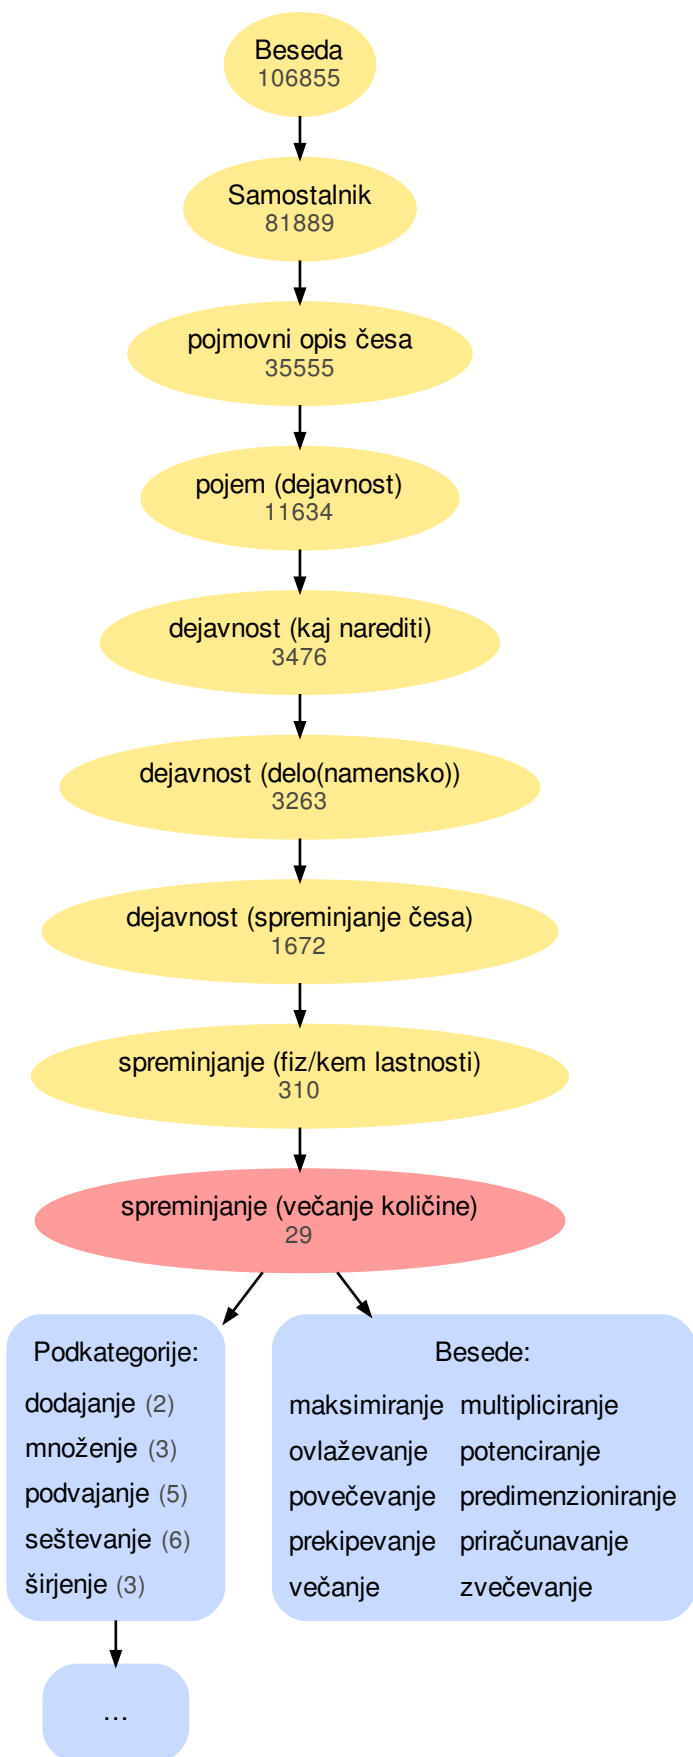 Beseda
106855
Samostalnik
81889
pojmovni opis česa
35555
pojem (dejavnost)
11634
dejavnost (kaj narediti)
3476
dejavnost (delo(namensko))
3263
dejavnost (spreminjanje česa)
1672
spreminjanje (fiz/kem lastnosti)
310
spreminjanje (večanje količine)
29
Podkategorije:
dodajanje (2)
množenje (3)
podvajanje (5)
seštevanje (6)
širjenje (3)
...
Besede:
maksimiranje multipliciranje
ovlaževanje potenciranje
povečevanje predimenzioniranje
prekipevanje priračunavanje
večanje zvečevanje